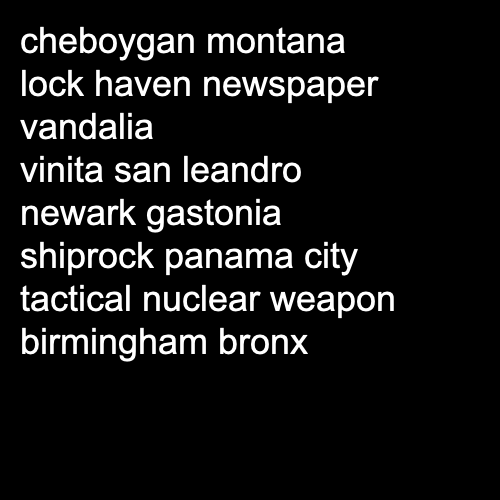 cheboygan montana
lock haven newspaper
vandalia
vinita san leandro
newark gastonia
shiprock panama city
tactical nuclear weapon
birmingham bronx